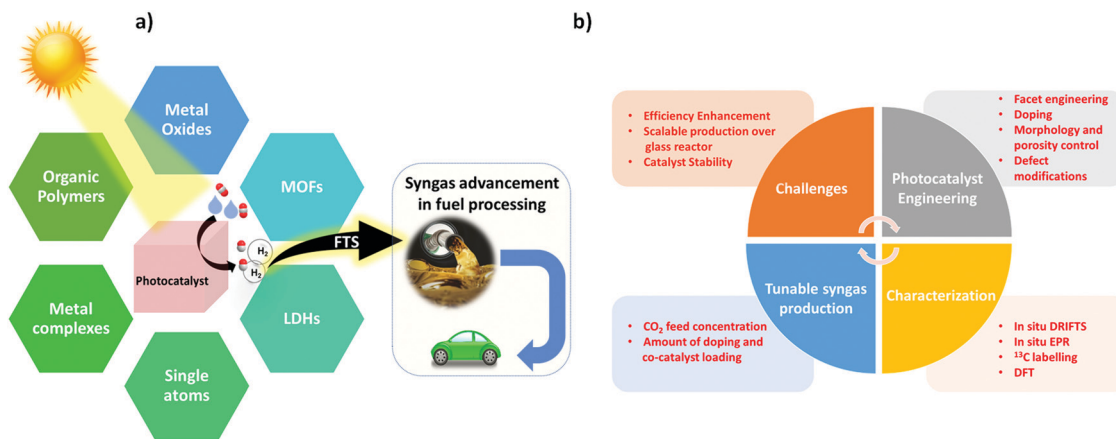 a)
Metal
Oxides
Organic
Polymers
MOFs
Photocatalyst
H₂
H₂
FTS
Metal
complexes
LDHs
Single
atoms
Syngas advancement
in fuel processing
b)
• Efficiency Enhancement
• Scalable production over
glass reactor
• Catalyst Stability
Challenges
• Facet engineering
• Doping
• Morphology and
porosity control
• Defect
modifications
Photocatalyst
Engineering
Tunable syngas
production
• CO₂ feed concentration
• Amount of doping and
co-catalyst loading
Characterization
• In situ DRIFTS
• In situ EPR
• ¹³C labelling
• DFT